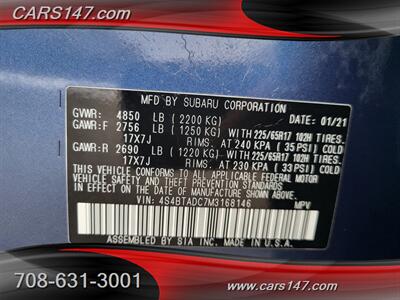 CARS147.com
MFD BY SUBARU CORPORATION
DATE: 01/21
GVWR: 4850 LB (2200 KG)
GAWR:F 2756 LB (1250 KG) WITH 225/65R17 102H TIRES.
17X7J RIMS. AT 240 KPA (35 PSI) COLD
GAWR:R 2690 LB (1220 KG) WITH 225/65R17 102H TIRES.
17X7J RIMS. AT 230 KPA (33 PSI) COLD
THIS VEHICLE CONFORMS TO ALL APPLICABLE FEDERAL MOTOR
VEHICLE SAFETY, BUMPER, AND THEFT PREVENTION STANDARDS
IN EFFECT ON THE DATE OF MANUFACTURE SHOWN ABOVE.
VIN: 4S4BTADC7M3168146 MPV
ASSEMBLED BY SIA INC. MADE IN U.S.A.
708-631-3001
www.cars147.com